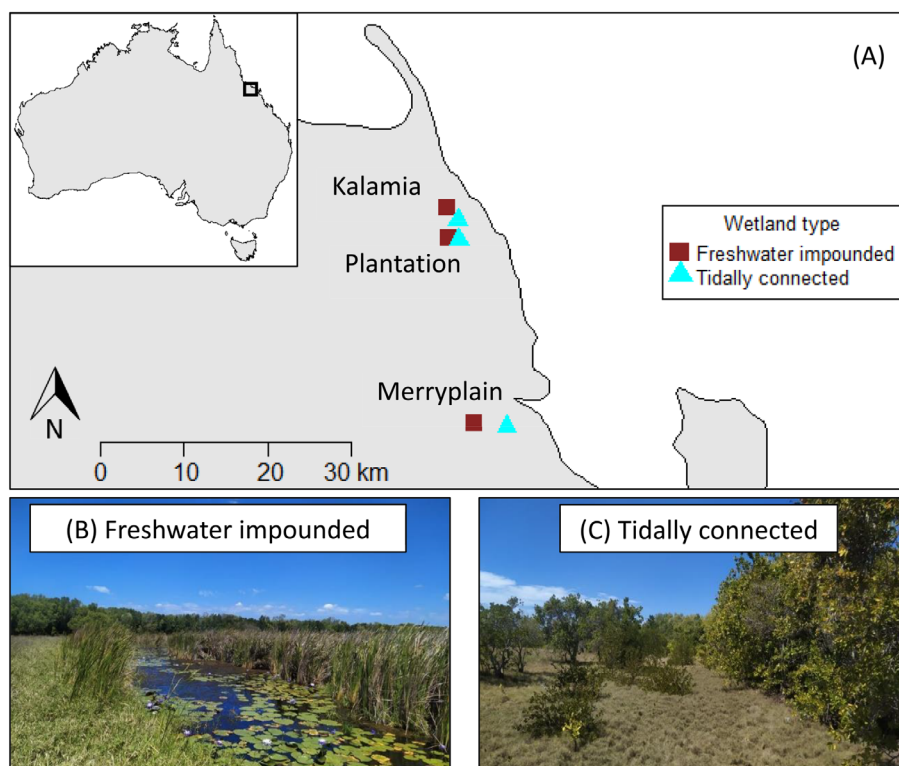 (A)
Kalamia
Plantation
Wetland type
Freshwater impounded
Tidally connected
Merryplain
N
0 10 20 30 km
(B) Freshwater impounded
(C) Tidally connected